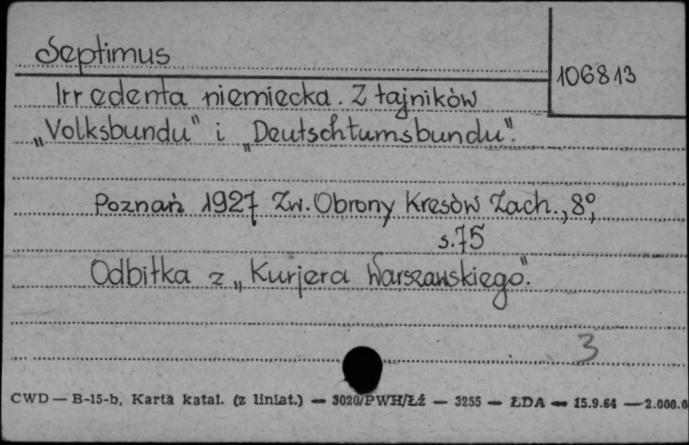 Septimus
106813
Irredenta niemiecka. Z tajników
„Volksbundu" i „Deutschtumsbundu".
Poznań 1927 Zw. Obrony Kresów Zach., 8°,
s. 75
Odbitka z „Kurjera Warszawskiego".
3
CWD — B-15-b, Karta katal. (z liniat.) — 3020/PWH/Łź — 3255 — ŁDA — 15.9.64 — 2.000.0